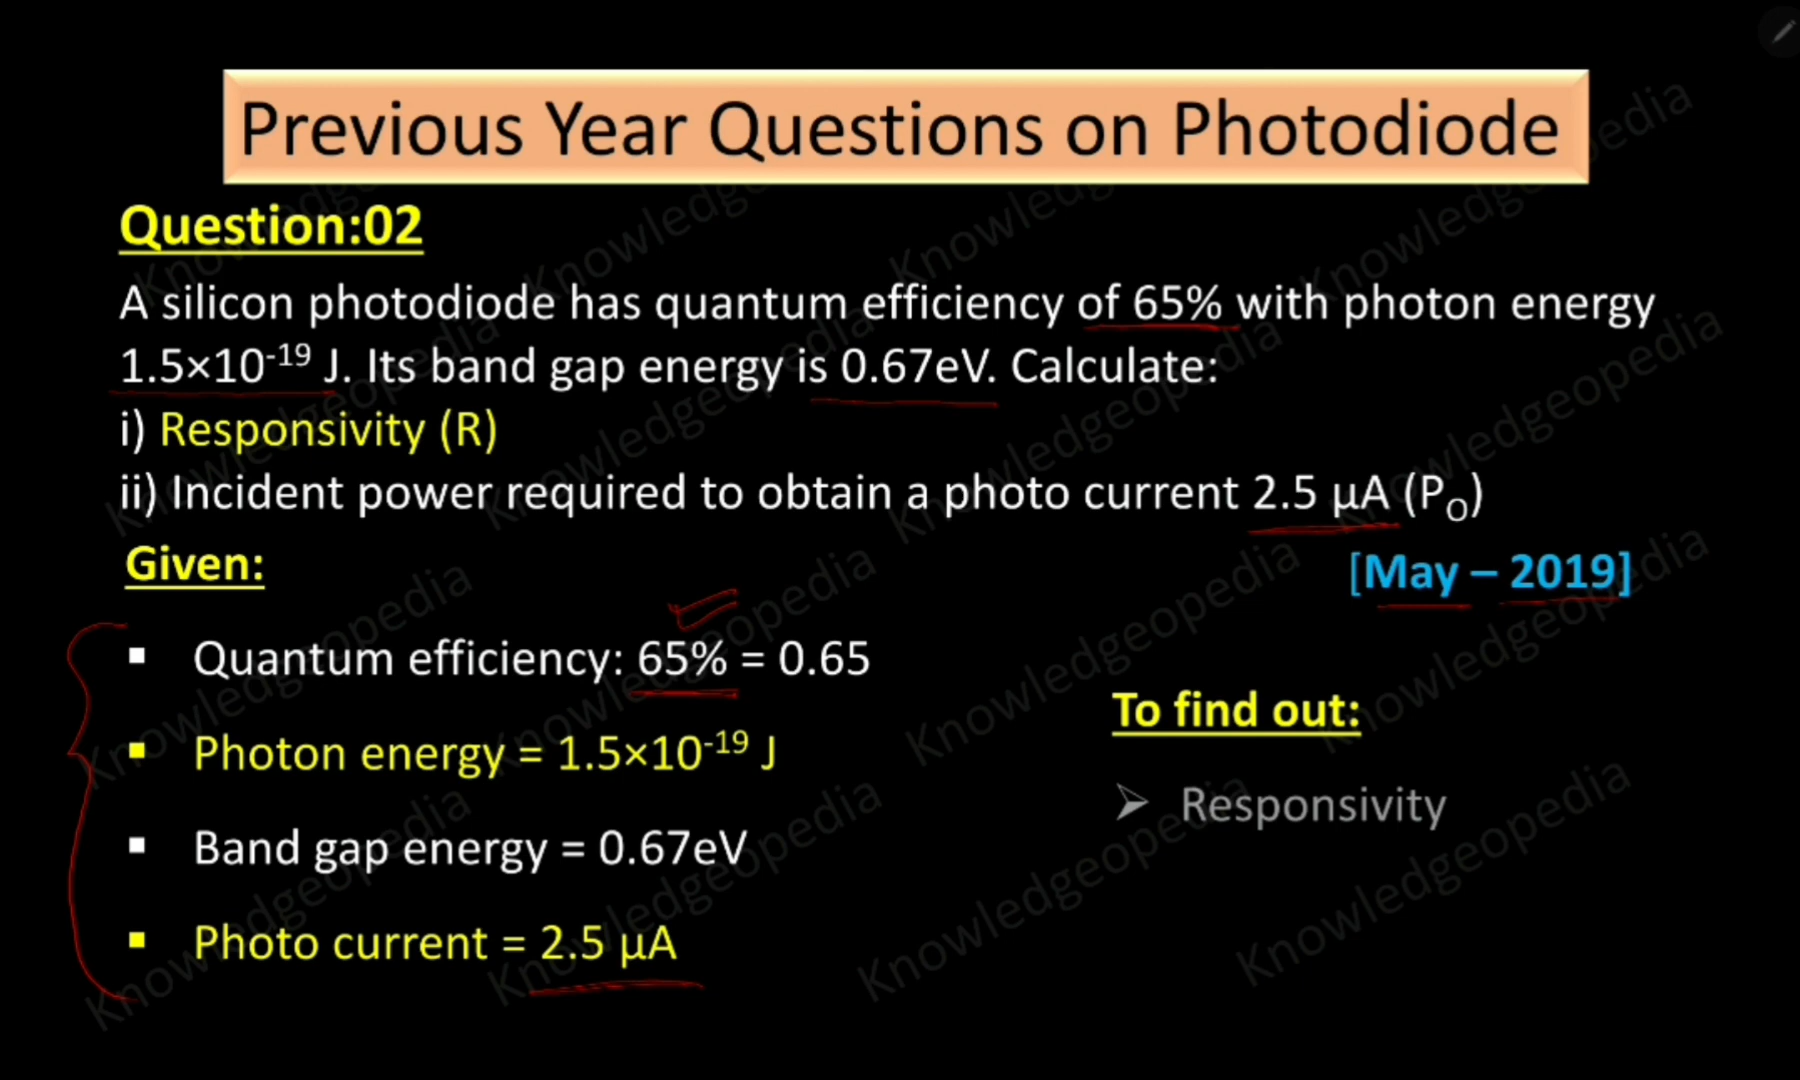 Previous Year Questions on Photodiode
Question:02
A silicon photodiode has quantum efficiency of 65% with photon energy
1.5×10⁻¹⁹ J. Its band gap energy is 0.67eV. Calculate:
i) Responsivity (R)
ii) Incident power required to obtain a photo current 2.5 µA (P₀)
Given:
[May – 2019]
▪ Quantum efficiency: 65% = 0.65
▪ Photon energy = 1.5×10⁻¹⁹ J
▪ Band gap energy = 0.67eV
▪ Photo current = 2.5 µA
To find out:
➢ Responsivity
Knowledgeopedia